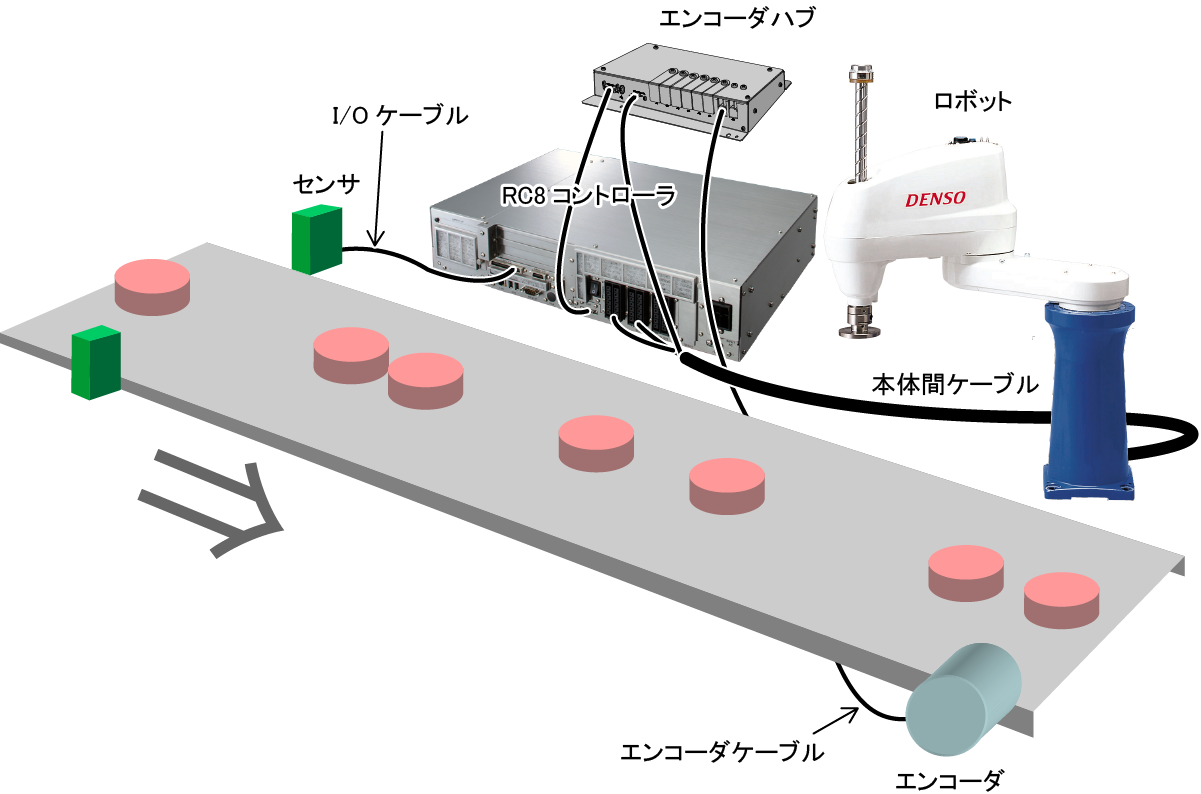 エンコーダハブ
ロボット
I/O ケーブル
センサ
RC8 コントローラ
DENSO
本体間ケーブル
エンコーダケーブル
エンコーダ